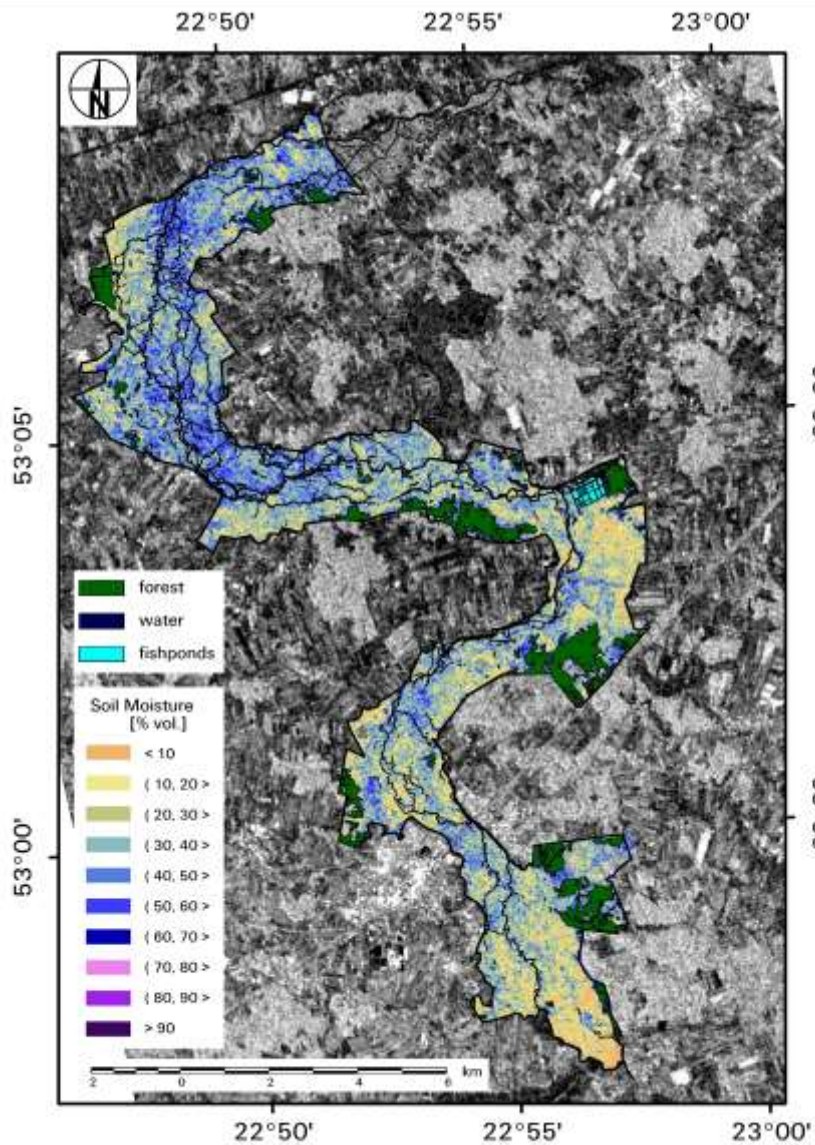 22°50' 22°55' 23°00'
N
53°05'
forest
water
fishponds
Soil Moisture
[% vol.]
< 10
( 10, 20 >
( 20, 30 >
( 30, 40 >
( 40, 50 >
( 50, 60 >
( 60, 70 >
( 70, 80 >
( 80, 90 >
> 90
53°00'
2 0 2 4 6 km
22°50' 22°55' 23°00'